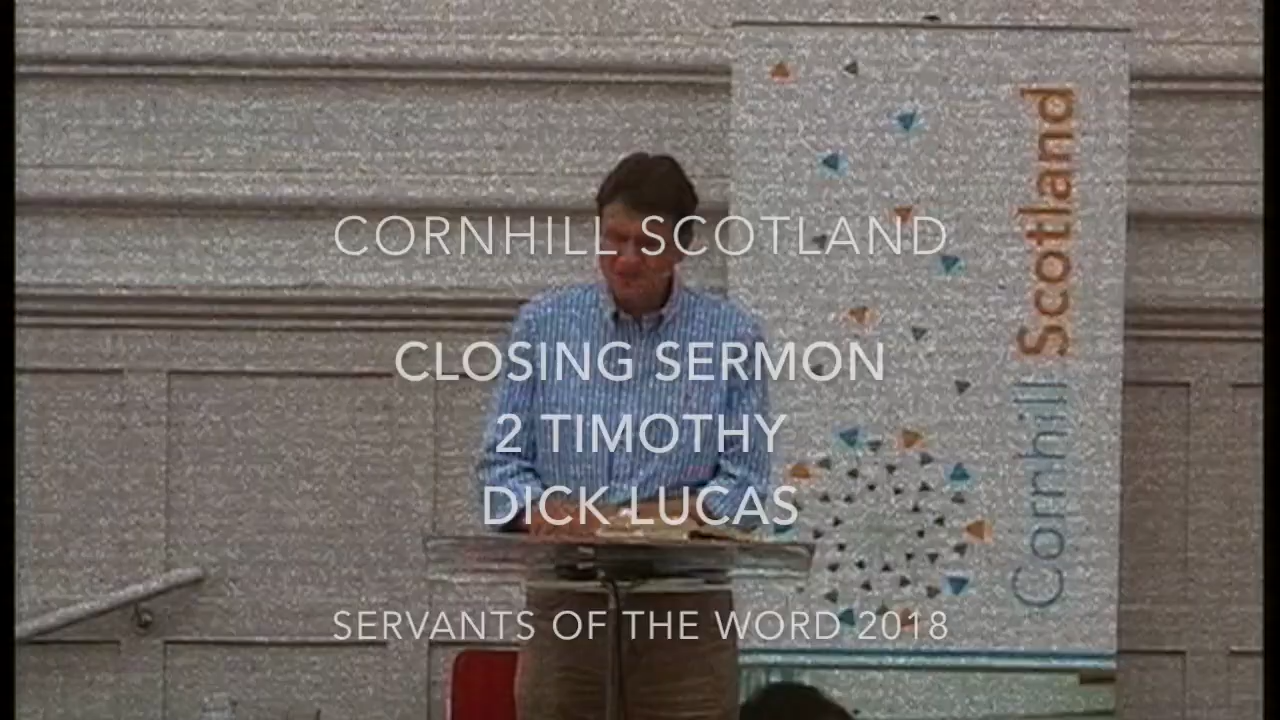 CORNHILL SCOTLAND
CLOSING SERMON
2 TIMOTHY
DICK LUCAS
SERVANTS OF THE WORD 2018
Cornhill Scotland